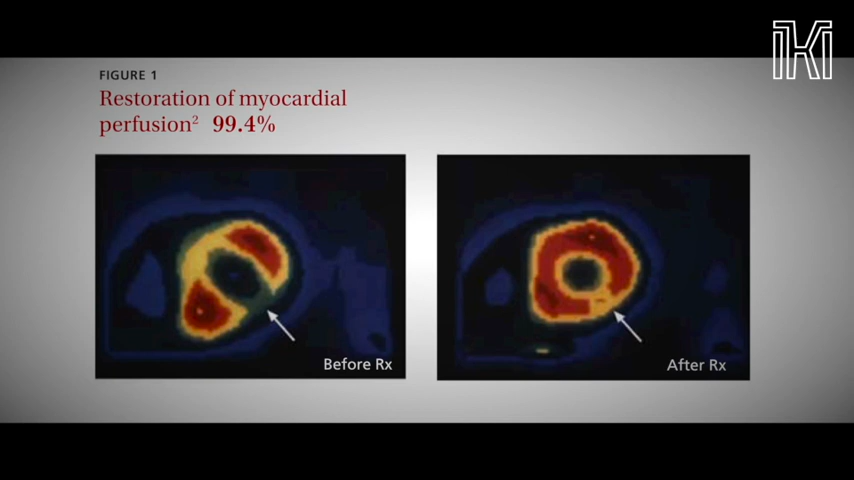 FIGURE 1
Restoration of myocardial
perfusion² 99.4%
Before Rx
After Rx